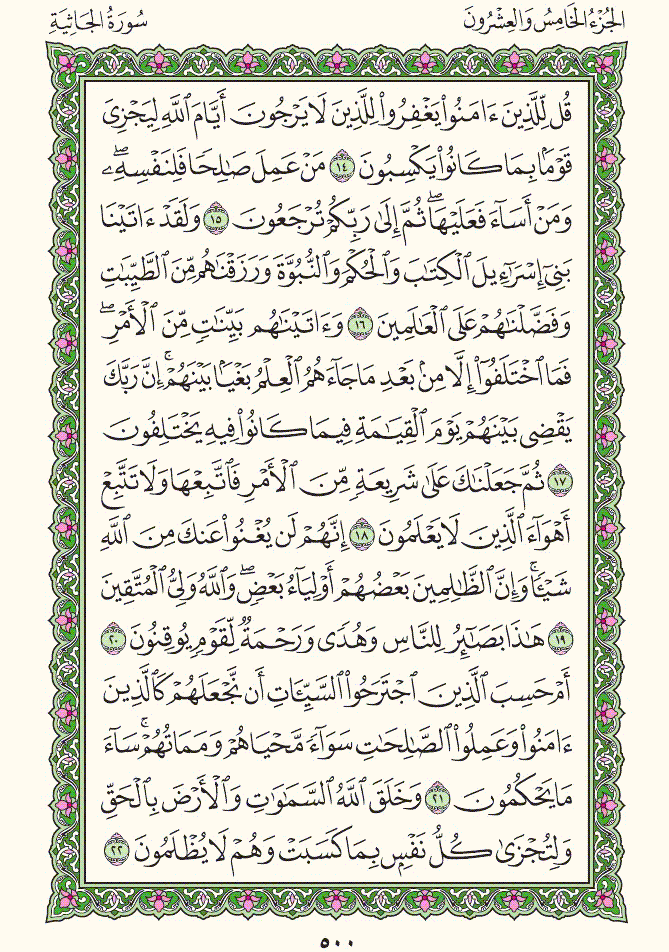 الجُزْءُ الخَامِسُ وَالعِشْرُونَ
سُورَةُ الجَاثِيَةِ
قُل لِّلَّذِينَ ءَامَنُوا۟ يَغْفِرُوا۟ لِلَّذِينَ لَا يَرْجُونَ أَيَّامَ ٱللَّهِ لِيَجْزِىَ
قَوْمًۢا بِمَا كَانُوا۟ يَكْسِبُونَ ١٤ مَنْ عَمِلَ صَـٰلِحًا فَلِنَفْسِهِۦ ۖ
وَمَنْ أَسَآءَ فَعَلَيْهَا ۖ ثُمَّ إِلَىٰ رَبِّكُمْ تُرْجَعُونَ ١٥ وَلَقَدْ ءَاتَيْنَا
بَنِىٓ إِسْرَٰٓءِيلَ ٱلْكِتَـٰبَ وَٱلْحُكْمَ وَٱلنُّبُوَّةَ وَرَزَقْنَـٰهُم مِّنَ ٱلطَّيِّبَـٰتِ
وَفَضَّلْنَـٰهُمْ عَلَى ٱلْعَـٰلَمِينَ ١٦ وَءَاتَيْنَـٰهُم بَيِّنَـٰتٍ مِّنَ ٱلْأَمْرِ ۖ
فَمَا ٱخْتَلَفُوٓا۟ إِلَّا مِنۢ بَعْدِ مَا جَآءَهُمُ ٱلْعِلْمُ بَغْيًۢا بَيْنَهُمْ ۚ إِنَّ رَبَّكَ
يَقْضِى بَيْنَهُمْ يَوْمَ ٱلْقِيَـٰمَةِ فِيمَا كَانُوا۟ فِيهِ يَخْتَلِفُونَ
١٧ ثُمَّ جَعَلْنَـٰكَ عَلَىٰ شَرِيعَةٍ مِّنَ ٱلْأَمْرِ فَٱتَّبِعْهَا وَلَا تَتَّبِعْ
أَهْوَآءَ ٱلَّذِينَ لَا يَعْلَمُونَ ١٨ إِنَّهُمْ لَن يُغْنُوا۟ عَنكَ مِنَ ٱللَّهِ
شَيْـًٔا ۚ وَإِنَّ ٱلظَّـٰلِمِينَ بَعْضُهُمْ أَوْلِيَآءُ بَعْضٍ ۖ وَٱللَّهُ وَلِىُّ ٱلْمُتَّقِينَ
١٩ هَـٰذَا بَصَـٰٓئِرُ لِلنَّاسِ وَهُدًى وَرَحْمَةٌ لِّقَوْمٍ يُوقِنُونَ ٢٠
أَمْ حَسِبَ ٱلَّذِينَ ٱجْتَرَحُوا۟ ٱلسَّيِّـَٔاتِ أَن نَّجْعَلَهُمْ كَٱلَّذِينَ
ءَامَنُوا۟ وَعَمِلُوا۟ ٱلصَّـٰلِحَـٰتِ سَوَآءً مَّحْيَاهُمْ وَمَمَاتُهُمْ ۚ سَآءَ
مَا يَحْكُمُونَ ٢١ وَخَلَقَ ٱللَّهُ ٱلسَّمَـٰوَٰتِ وَٱلْأَرْضَ بِٱلْحَقِّ
وَلِتُجْزَىٰ كُلُّ نَفْسٍۭ بِمَا كَسَبَتْ وَهُمْ لَا يُظْلَمُونَ ٢٢
٥٠٠